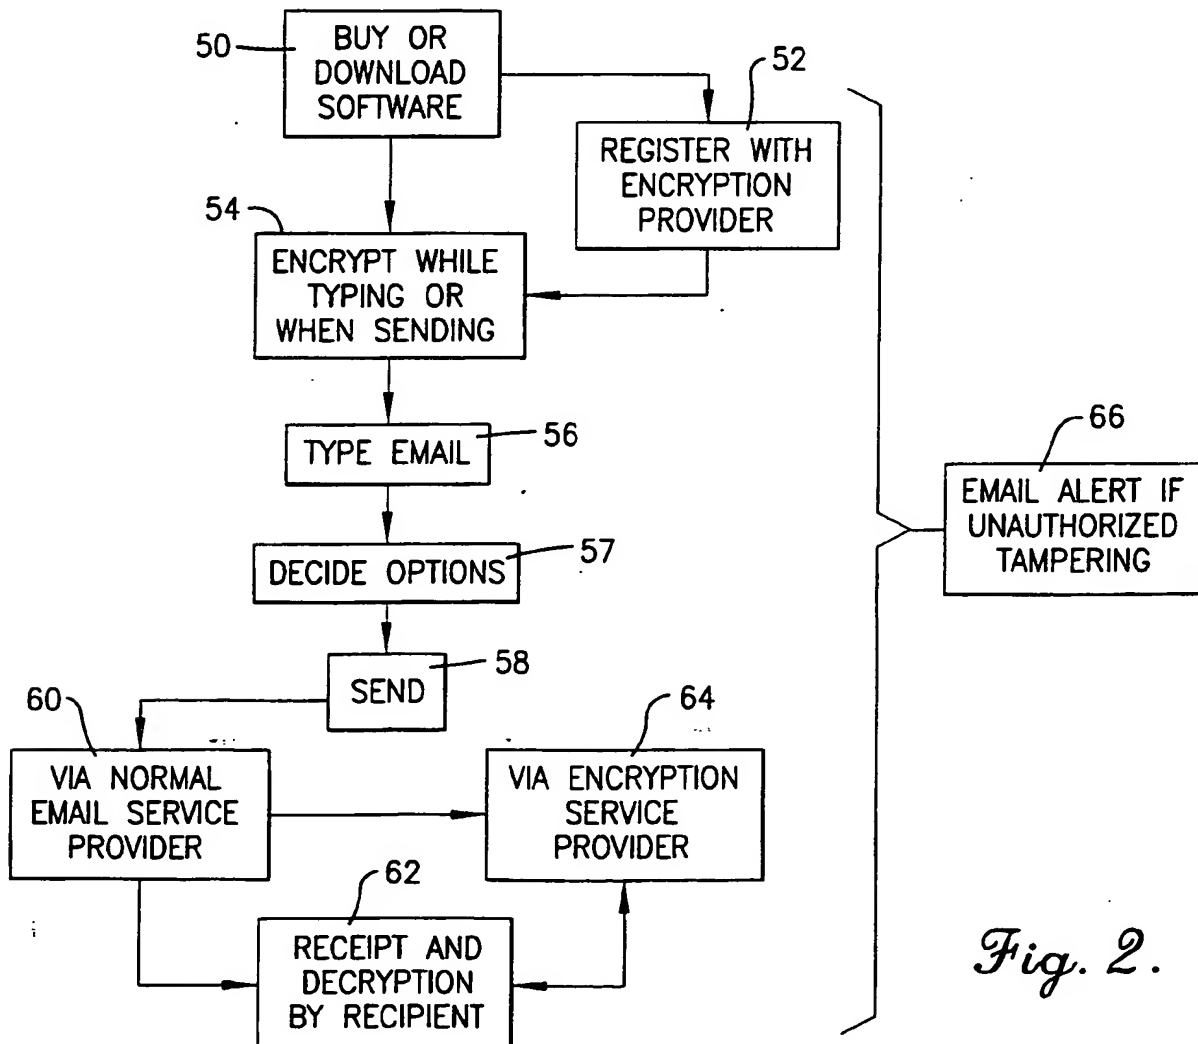 50
BUY OR
DOWNLOAD
SOFTWARE
52
REGISTER WITH
ENCRYPTION
PROVIDER
54
ENCRYPT WHILE
TYPING OR
WHEN SENDING
TYPE EMAIL
56
66
EMAIL ALERT IF
UNAUTHORIZED
TAMPERING
DECIDE OPTIONS
57
SEND
58
60
VIA NORMAL
EMAIL SERVICE
PROVIDER
64
VIA ENCRYPTION
SERVICE
PROVIDER
62
RECEIPT AND
DECRYPTION
BY RECIPIENT
Fig. 2.